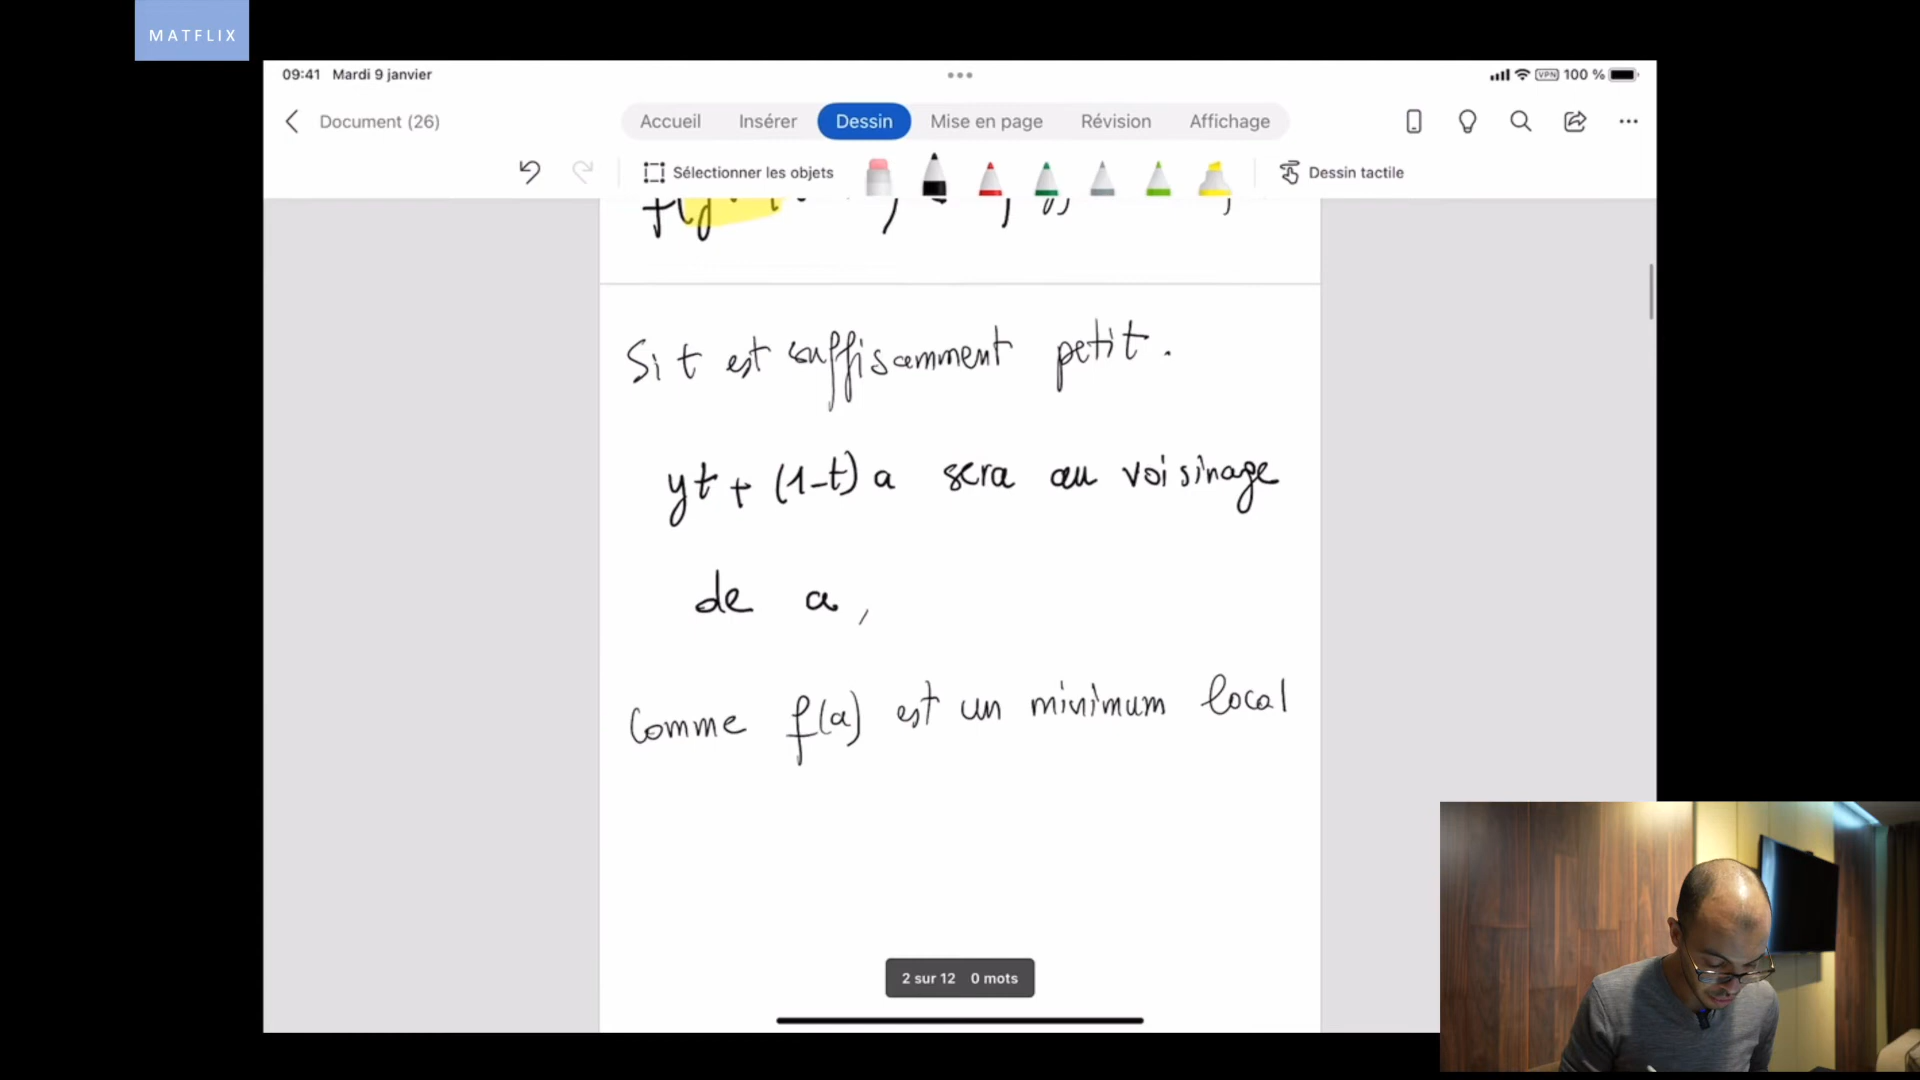 MATFLIX
09:41 Mardi 9 janvier
VPN 100 %
Document (26)
Accueil Insérer Dessin Mise en page Révision Affichage
Sélectionner les objets
Dessin tactile
Si t est suffisamment petit.
yt + (1-t) a sera au voisinage
de a,
Comme f(a) est un minimum local
2 sur 12 0 mots